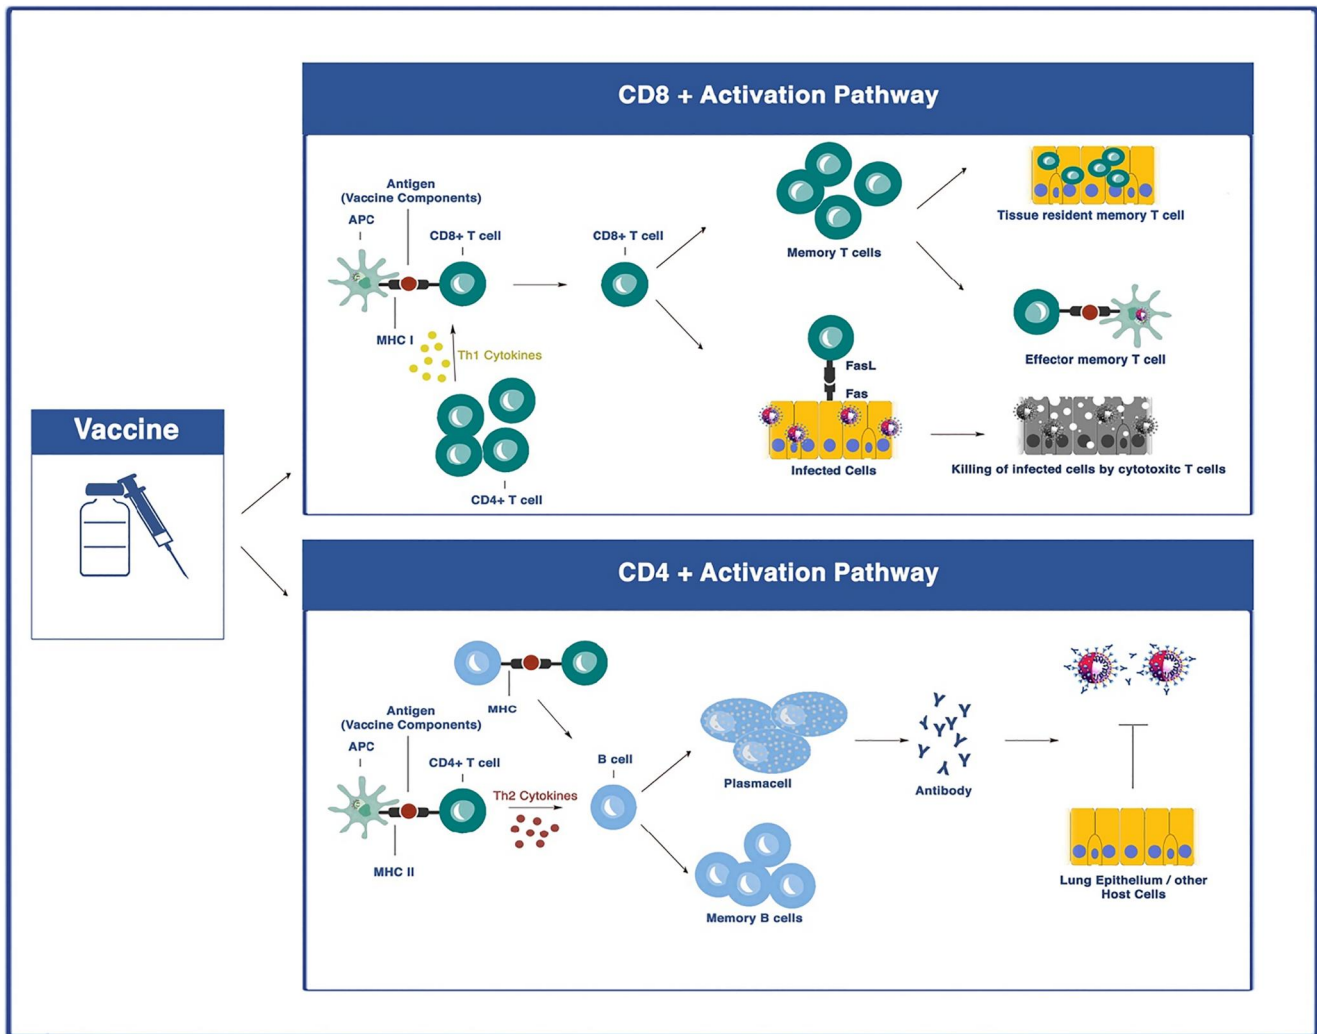 Vaccine
CD8 + Activation Pathway
Antigen
(Vaccine Components)
APC
CD8+ T cell
MHC I
Th1 Cytokines
CD4+ T cell
CD8+ T cell
Memory T cells
Tissue resident memory T cell
Effector memory T cell
FasL
Fas
Infected Cells
Killing of infected cells by cytotoxitc T cells
CD4 + Activation Pathway
MHC
Antigen
(Vaccine Components)
APC
CD4+ T cell
MHC II
Th2 Cytokines
B cell
Plasmacell
Memory B cells
Antibody
Lung Epithelium / other
Host Cells